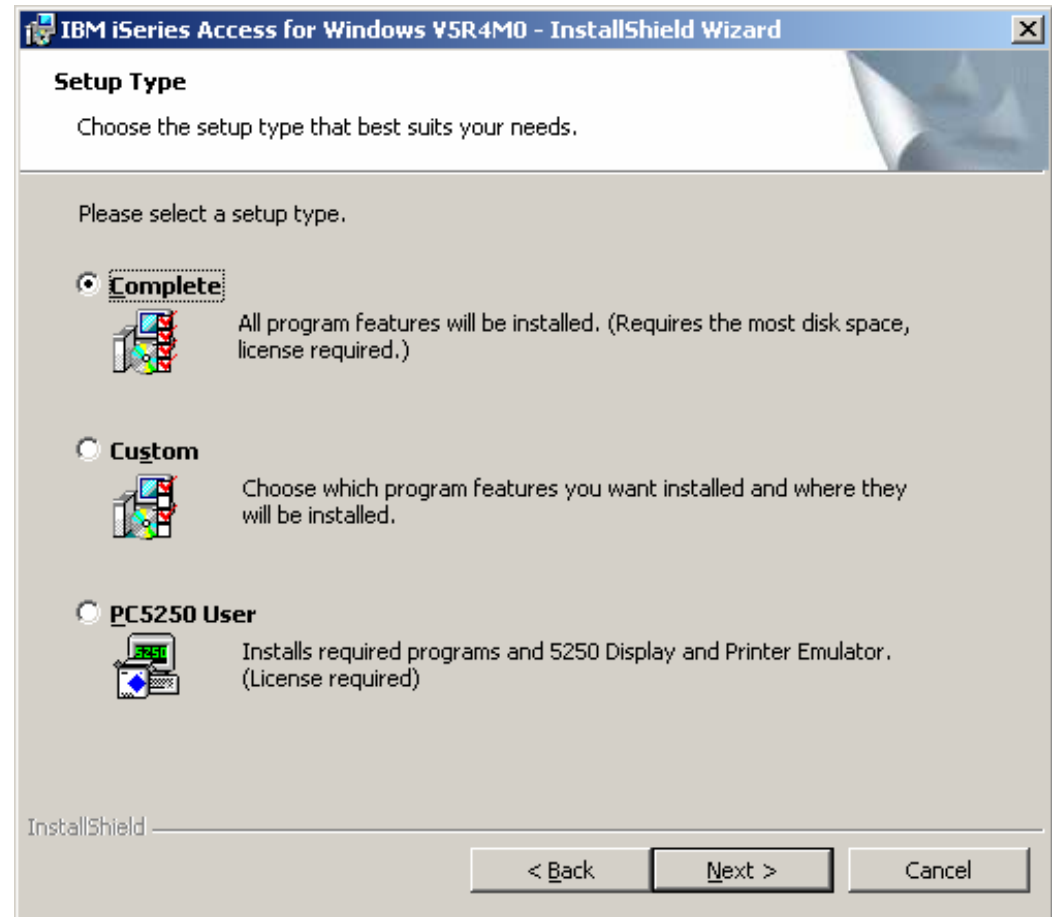 IBM iSeries Access for Windows V5R4M0 - InstallShield Wizard
Setup Type
Choose the setup type that best suits your needs.
Please select a setup type.
Complete
All program features will be installed. (Requires the most disk space,
license required.)
Custom
Choose which program features you want installed and where they
will be installed.
PC5250 User
5250
Installs required programs and 5250 Display and Printer Emulator.
(License required)
InstallShield
< Back
Next >
Cancel